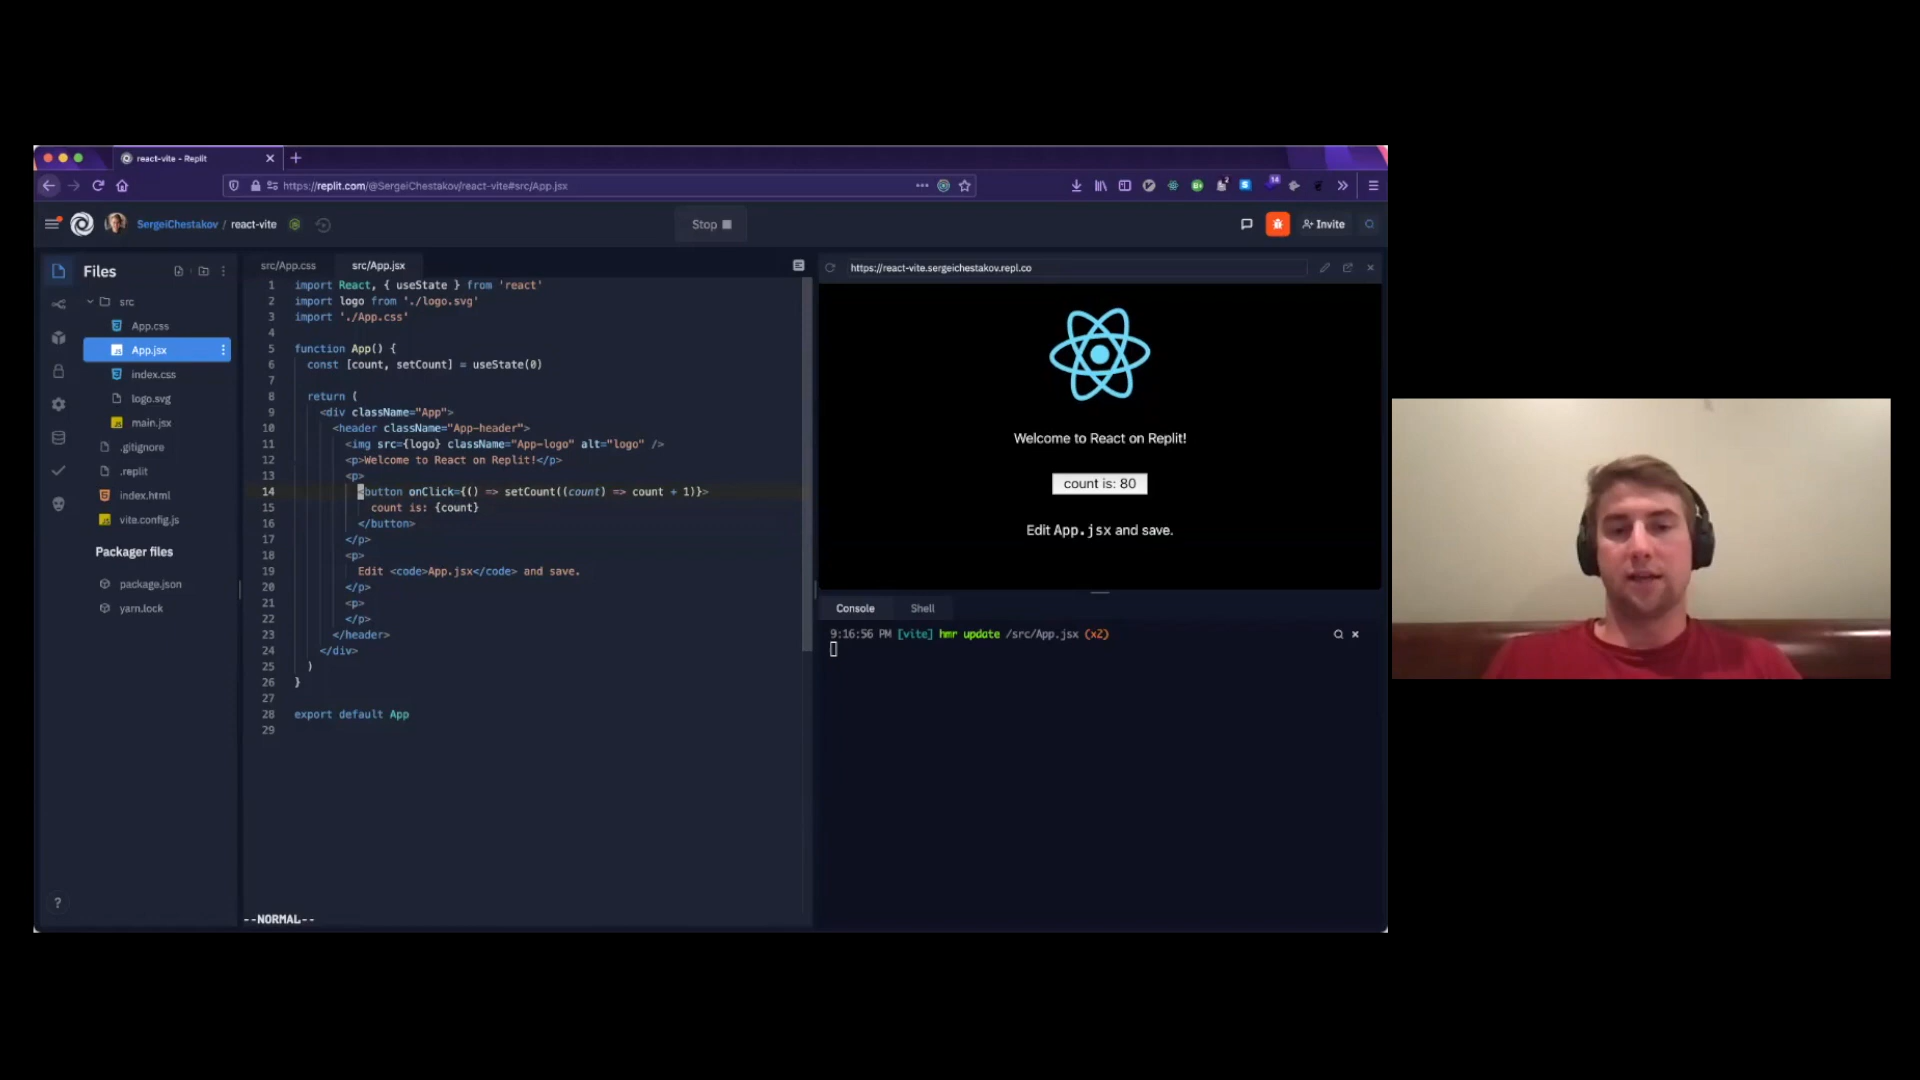 react-vite - Replit
https://replit.com/@SergeiChestakov/react-vite#src/App.jsx
14
SergeiChestakov / react-vite
Stop
2
Invite
Files
src
App.css
App.jsx
index.css
logo.svg
main.jsx
.gitignore
.replit
index.html
vite.config.js
Packager files
package.json
yarn.lock
?
src/App.css
src/App.jsx
1 import React, { useState } from 'react'
2 import logo from './logo.svg'
3 import './App.css'
4
5 function App() {
6 const [count, setCount] = useState(0)
7
8 return (
9 <div className="App">
10 <header className="App-header">
11 <img src={logo} className="App-logo" alt="logo" />
12 <p>Welcome to React on Replit!</p>
13 <p>
14 <button onClick={() => setCount((count) => count + 1)}>
15 count is: {count}
16 </button>
17 </p>
18 <p>
19 Edit <code>App.jsx</code> and save.
20 </p>
21 <p>
22 </p>
23 </header>
24 </div>
25 )
26 }
27
28 export default App
29
--NORMAL--
https://react-vite.sergeichestakov.repl.co
Welcome to React on Replit!
count is: 80
Edit App.jsx and save.
Console
Shell
9:16:56 PM [vite] hmr update /src/App.jsx (x2)